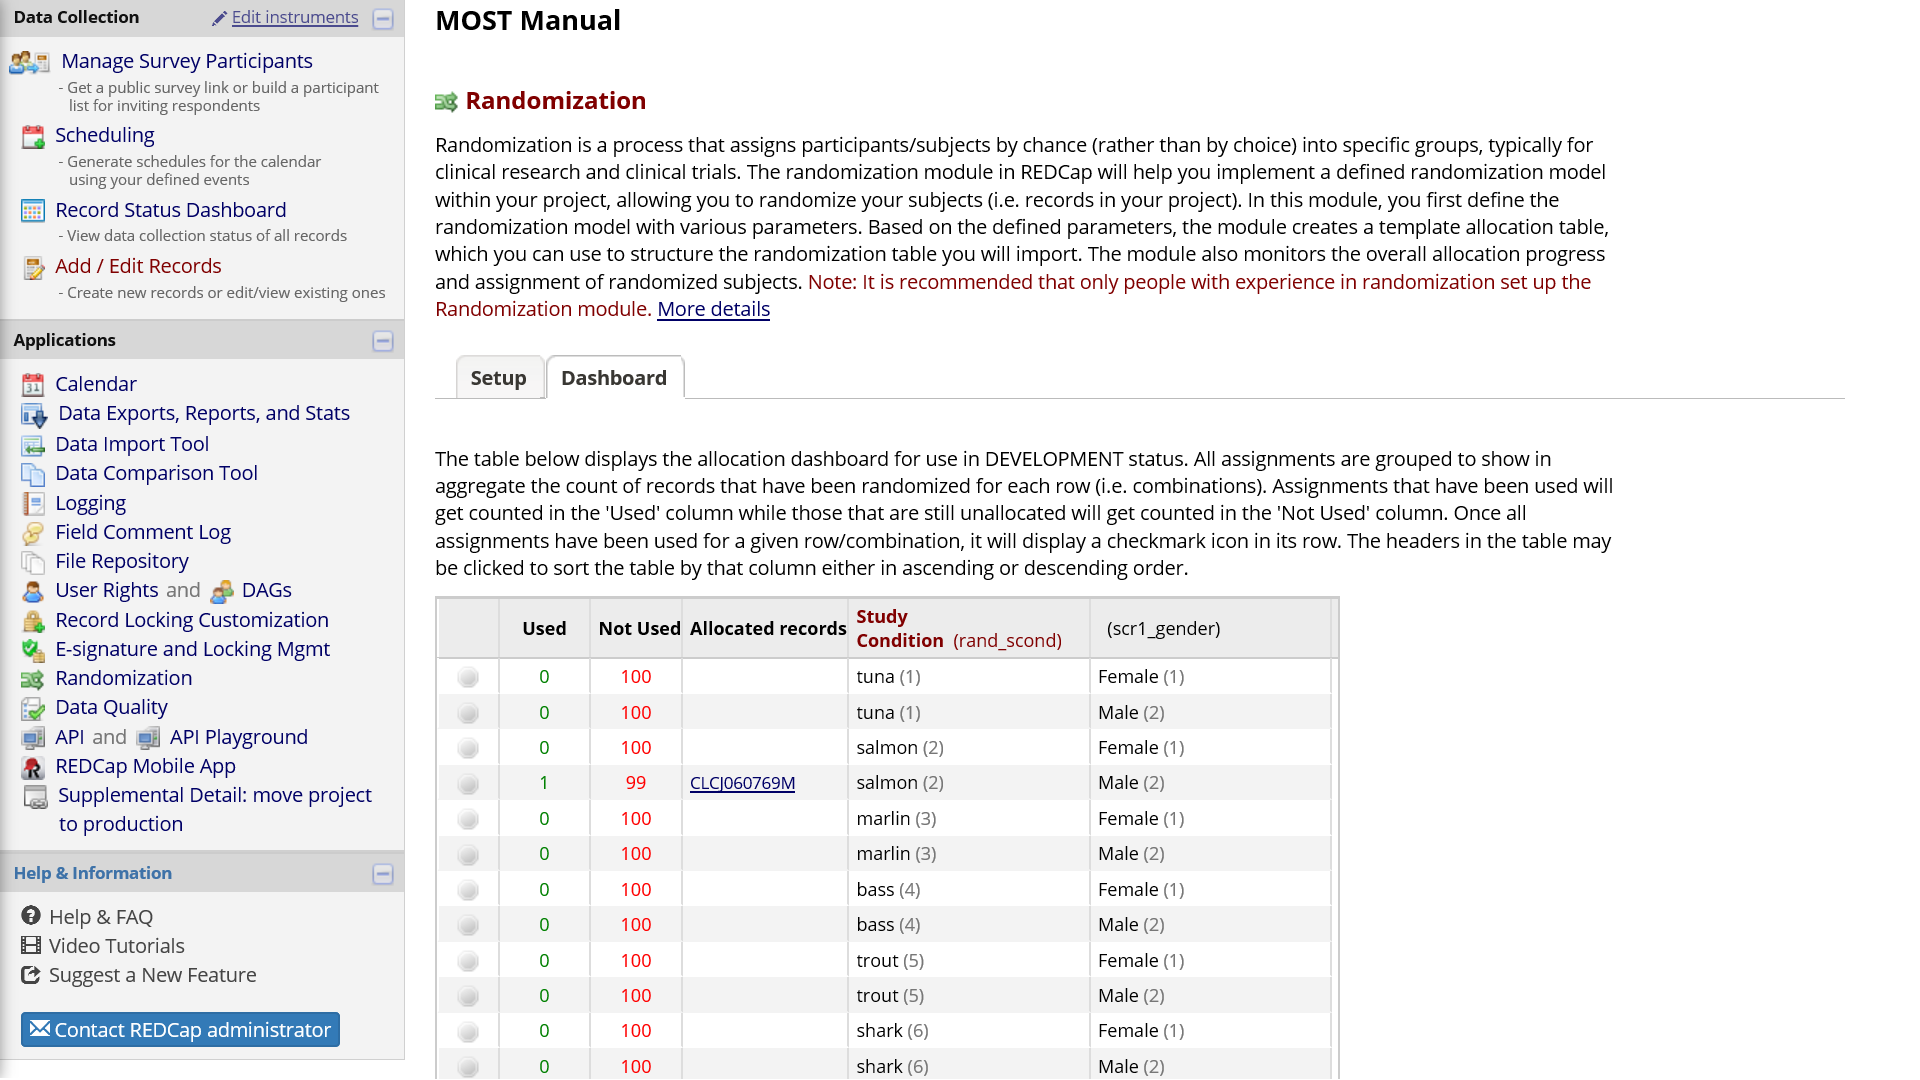 Data Collection
Edit instruments
Manage Survey Participants
- Get a public survey link or build a participant
list for inviting respondents
Scheduling
- Generate schedules for the calendar
using your defined events
Record Status Dashboard
- View data collection status of all records
Add / Edit Records
- Create new records or edit/view existing ones
Applications
31 Calendar
Data Exports, Reports, and Stats
Data Import Tool
Data Comparison Tool
Logging
Field Comment Log
File Repository
User Rights and DAGs
Record Locking Customization
E-signature and Locking Mgmt
Randomization
Data Quality
API and API Playground
REDCap Mobile App
Supplemental Detail: move project
to production
Help & Information
Help & FAQ
Video Tutorials
Suggest a New Feature
Contact REDCap administrator
MOST Manual
Randomization
Randomization is a process that assigns participants/subjects by chance (rather than by choice) into specific groups, typically for
clinical research and clinical trials. The randomization module in REDCap will help you implement a defined randomization model
within your project, allowing you to randomize your subjects (i.e. records in your project). In this module, you first define the
randomization model with various parameters. Based on the defined parameters, the module creates a template allocation table,
which you can use to structure the randomization table you will import. The module also monitors the overall allocation progress
and assignment of randomized subjects. Note: It is recommended that only people with experience in randomization set up the
Randomization module. More details
Setup Dashboard
The table below displays the allocation dashboard for use in DEVELOPMENT status. All assignments are grouped to show in
aggregate the count of records that have been randomized for each row (i.e. combinations). Assignments that have been used will
get counted in the 'Used' column while those that are still unallocated will get counted in the 'Not Used' column. Once all
assignments have been used for a given row/combination, it will display a checkmark icon in its row. The headers in the table may
be clicked to sort the table by that column either in ascending or descending order.
Used Not Used Allocated records Study Condition (rand_scond) (scr1_gender)
0 100 tuna (1) Female (1)
0 100 tuna (1) Male (2)
0 100 salmon (2) Female (1)
1 99 CLCJ060769M salmon (2) Male (2)
0 100 marlin (3) Female (1)
0 100 marlin (3) Male (2)
0 100 bass (4) Female (1)
0 100 bass (4) Male (2)
0 100 trout (5) Female (1)
0 100 trout (5) Male (2)
0 100 shark (6) Female (1)
0 100 shark (6) Male (2)